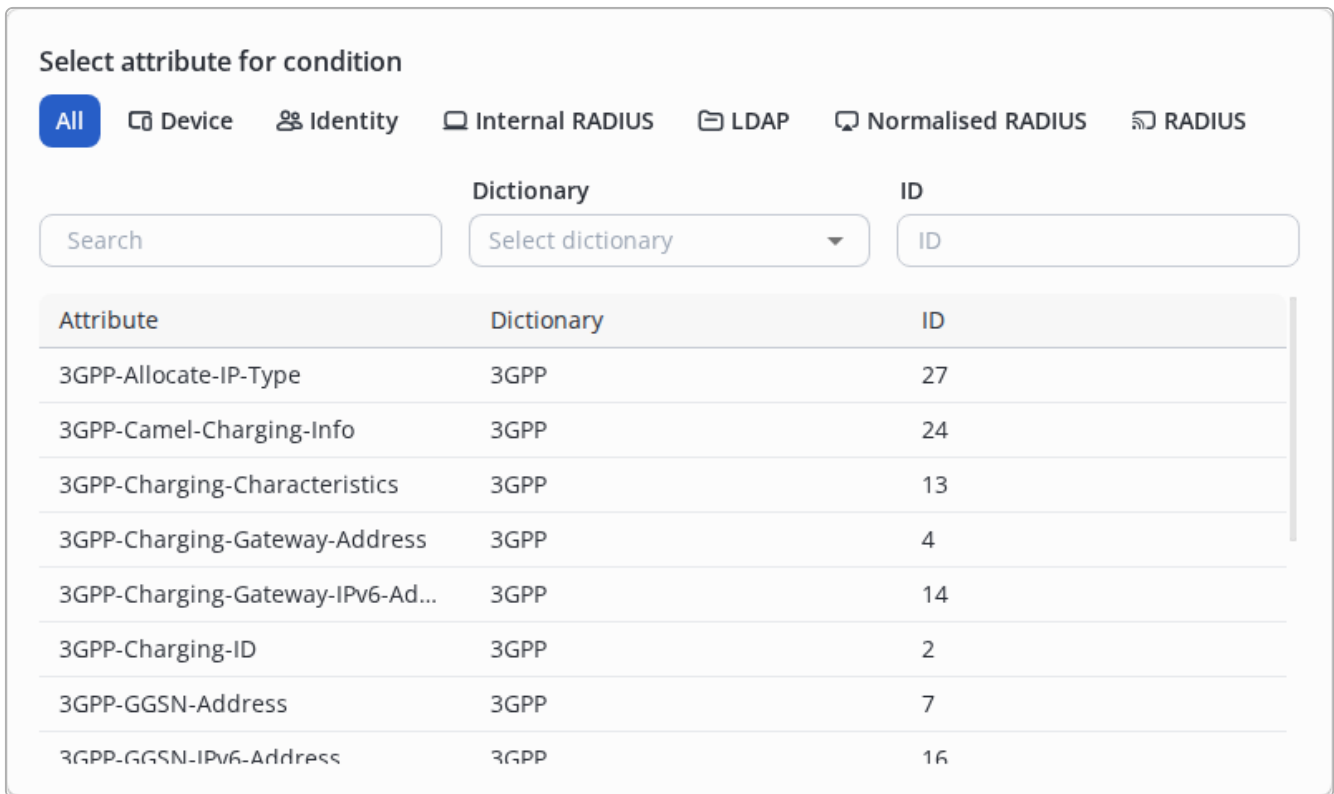 Select attribute for condition
All Device Identity Internal RADIUS LDAP Normalised RADIUS RADIUS
Dictionary ID
Search Select dictionary ID
Attribute Dictionary ID
3GPP-Allocate-IP-Type 3GPP 27
3GPP-Camel-Charging-Info 3GPP 24
3GPP-Charging-Characteristics 3GPP 13
3GPP-Charging-Gateway-Address 3GPP 4
3GPP-Charging-Gateway-IPv6-Ad... 3GPP 14
3GPP-Charging-ID 3GPP 2
3GPP-GGSN-Address 3GPP 7
3GPP-GGSN-IPv6-Address 3GPP 16